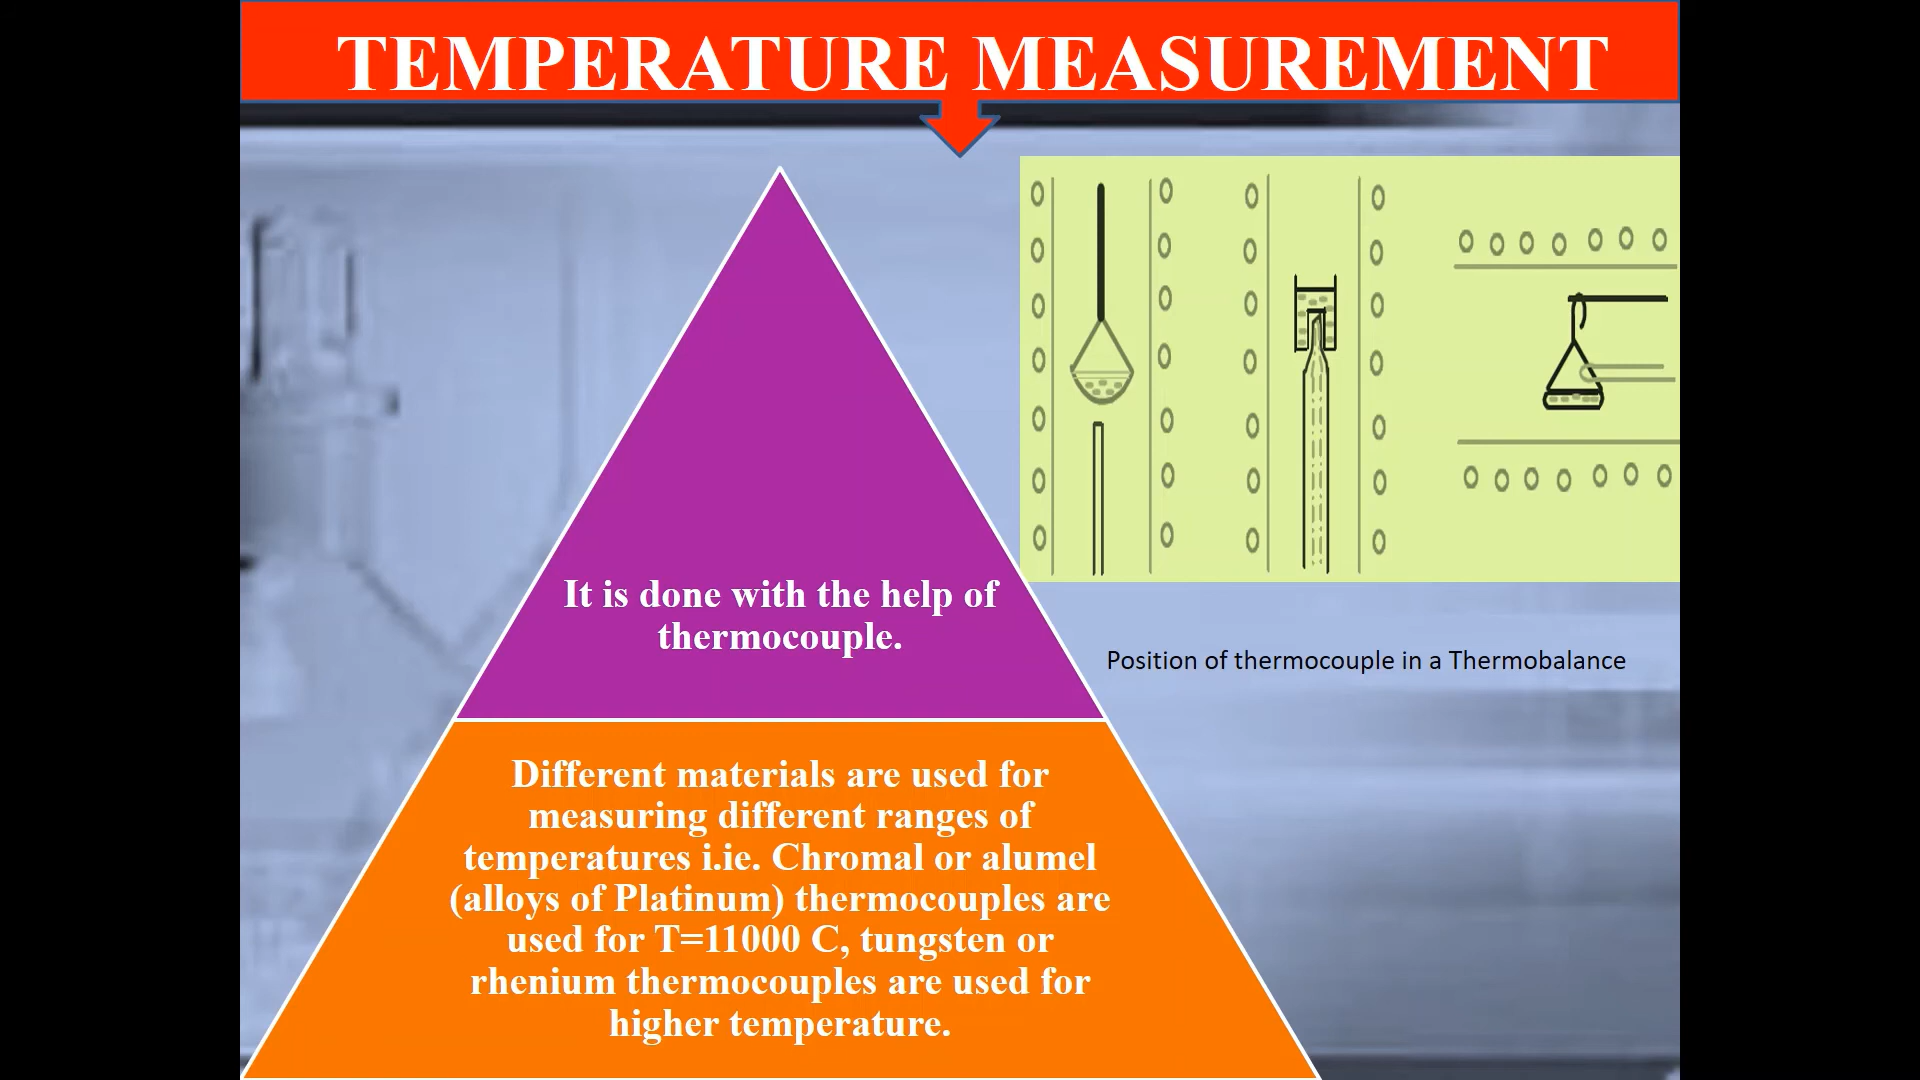 TEMPERATURE MEASUREMENT
It is done with the help of
thermocouple.
Position of thermocouple in a Thermobalance
Different materials are used for
measuring different ranges of
temperatures i.ie. Chromal or alumel
(alloys of Platinum) thermocouples are
used for T=11000 C, tungsten or
rhenium thermocouples are used for
higher temperature.